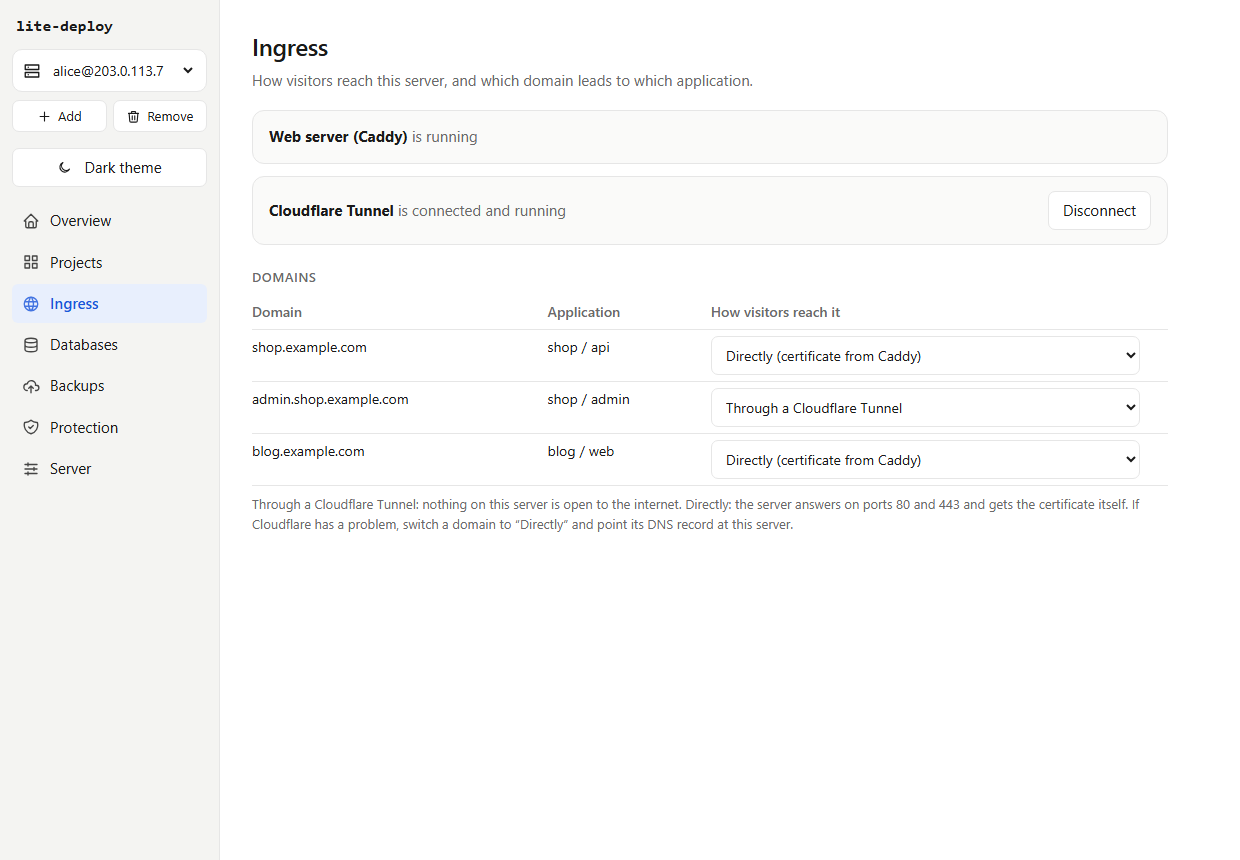 lite-deploy
alice@203.0.113.7
Add
Remove
Dark theme
Overview
Projects
Ingress
Databases
Backups
Protection
Server
Ingress
How visitors reach this server, and which domain leads to which application.
Web server (Caddy) is running
Cloudflare Tunnel is connected and running
Disconnect
DOMAINS
Domain Application How visitors reach it
shop.example.com shop / api Directly (certificate from Caddy)
admin.shop.example.com shop / admin Through a Cloudflare Tunnel
blog.example.com blog / web Directly (certificate from Caddy)
Through a Cloudflare Tunnel: nothing on this server is open to the internet. Directly: the server answers on ports 80 and 443 and gets the certificate itself. If
Cloudflare has a problem, switch a domain to “Directly” and point its DNS record at this server.